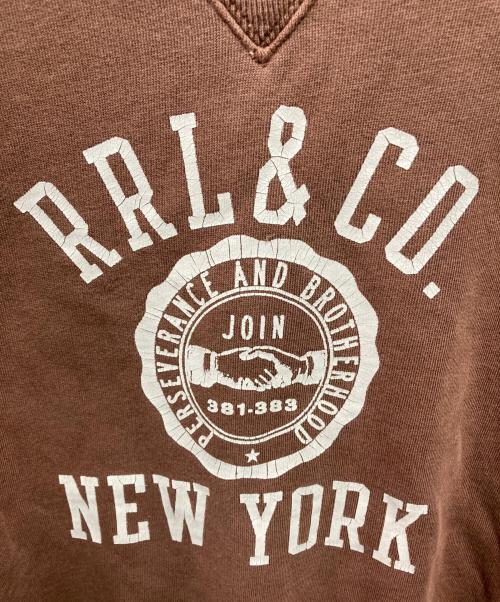 RRL & CO.
PERSEVERANCE AND BROTHERHOOD
JOIN
381-383
NEW YORK